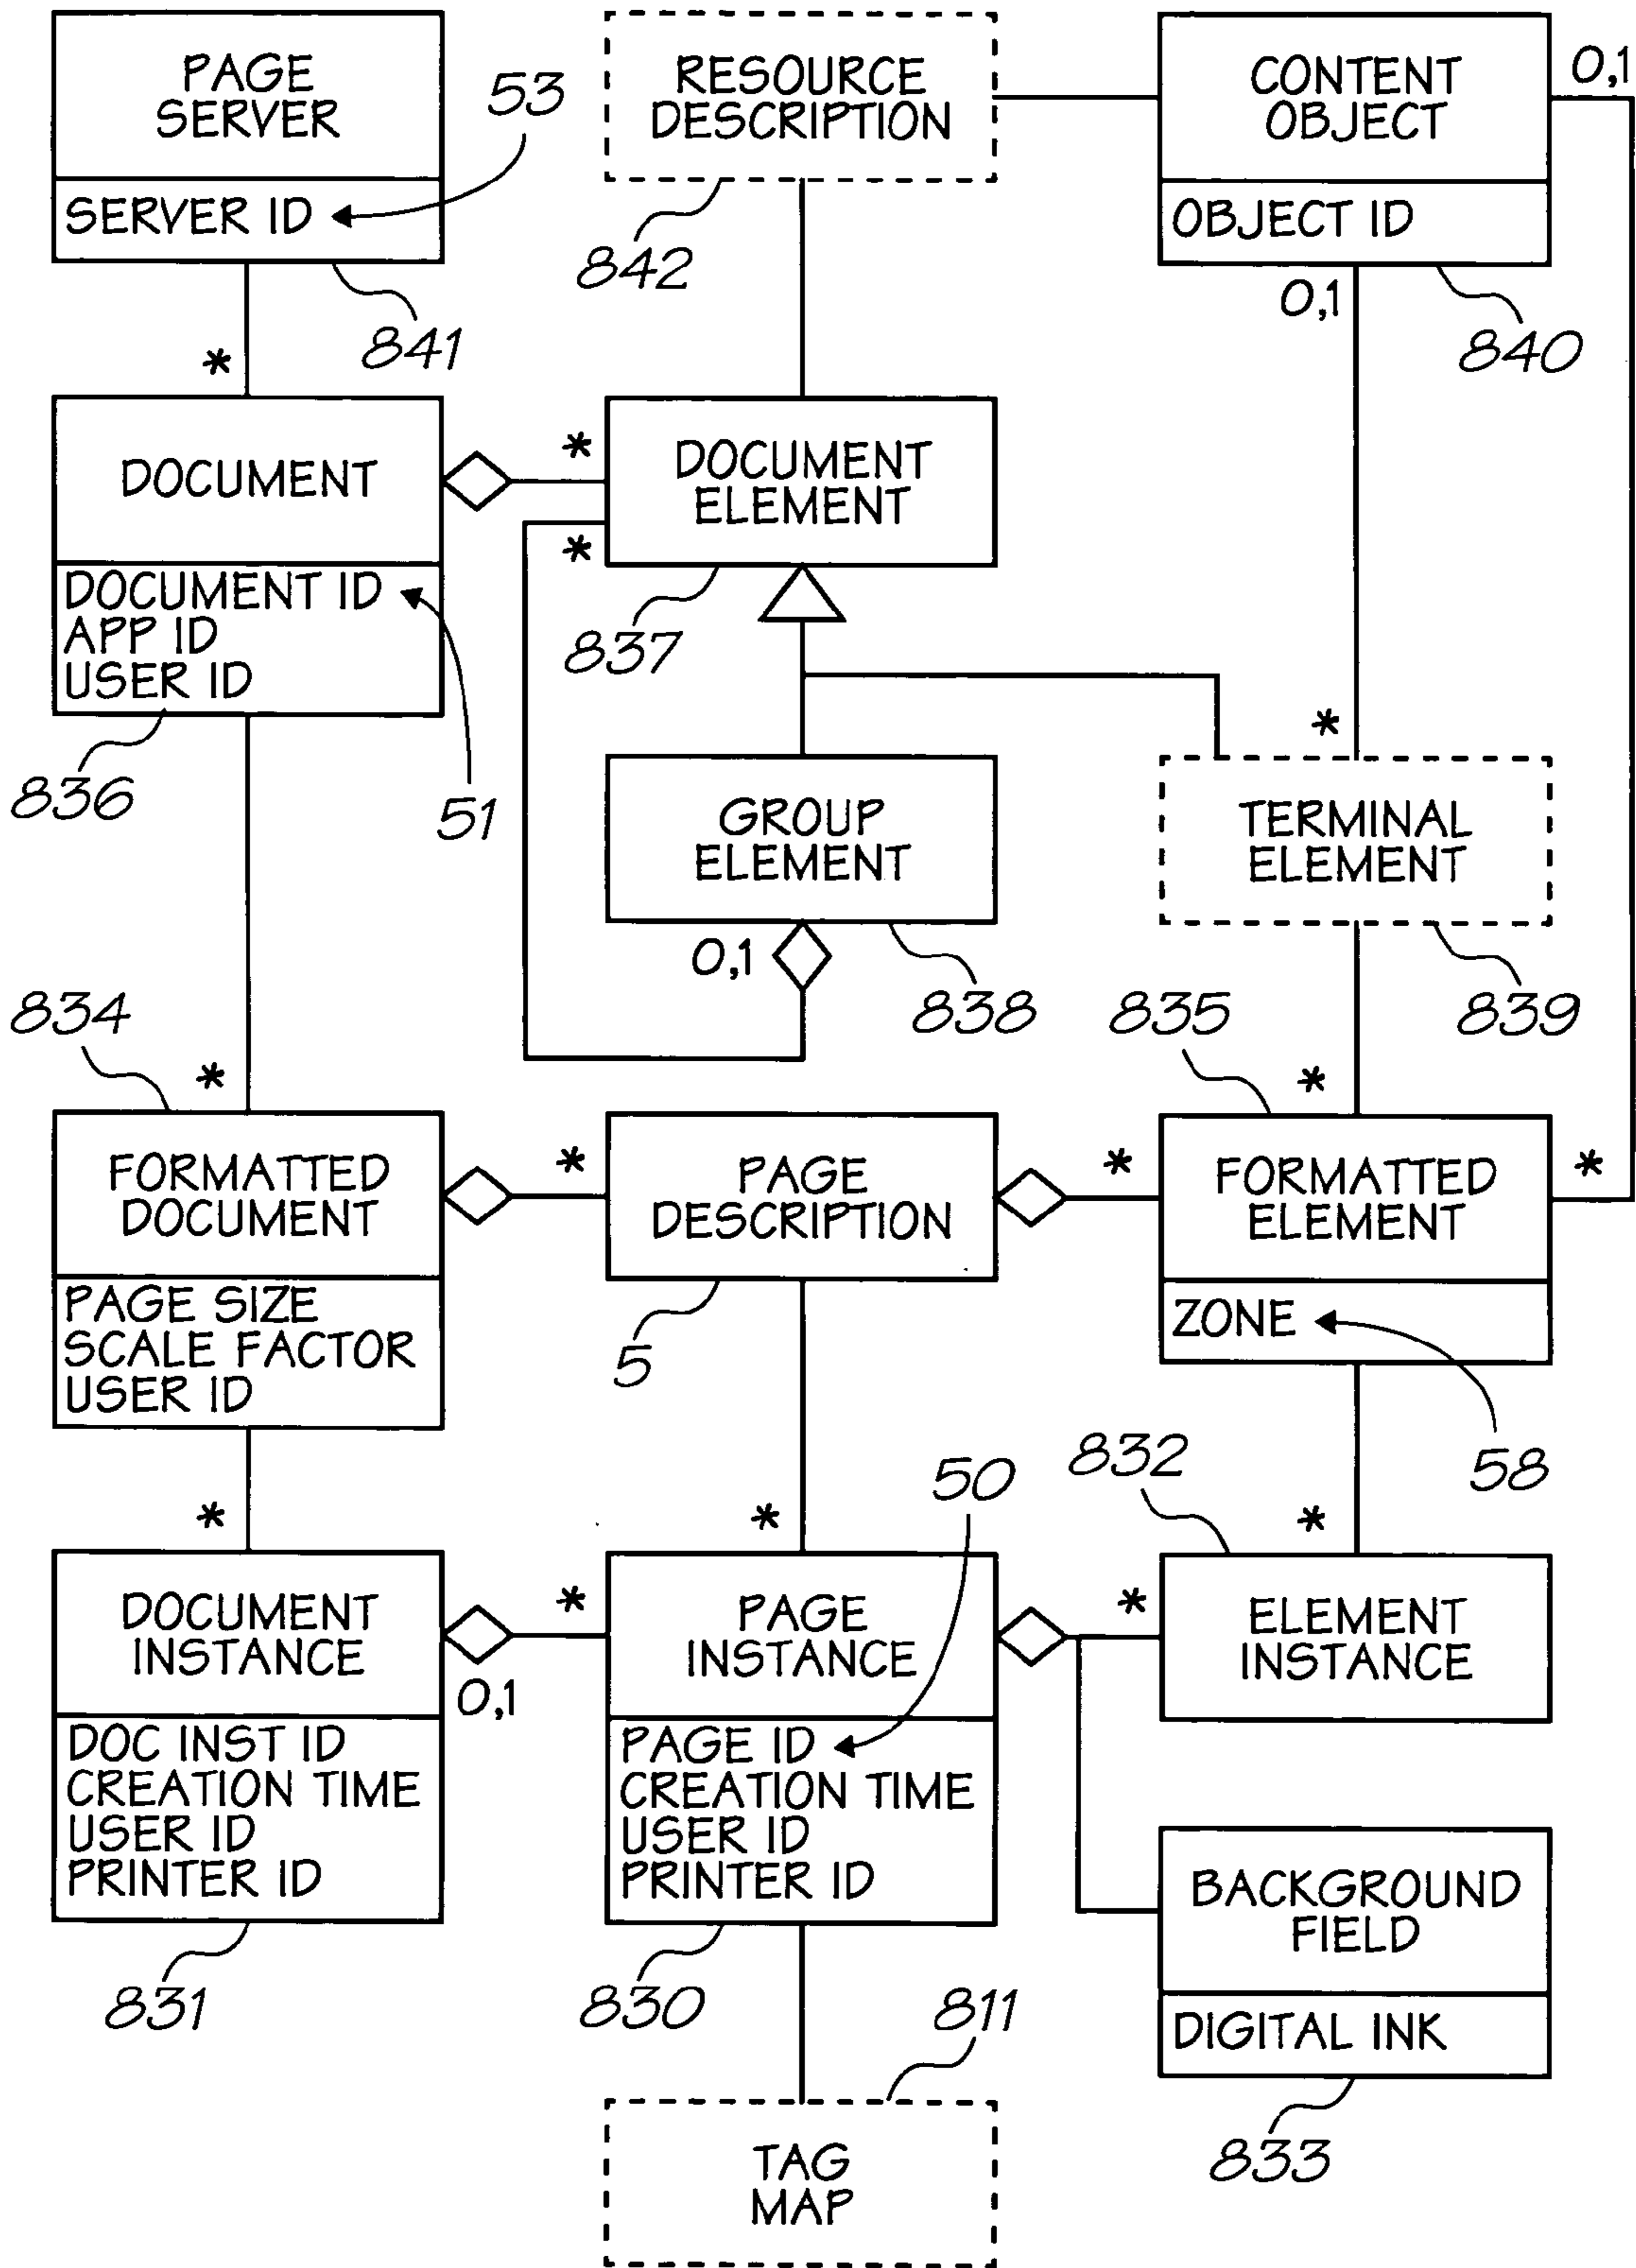 PAGE
SERVER
SERVER ID
53
841
RESOURCE
DESCRIPTION
842
CONTENT
OBJECT
OBJECT ID
0,1
0,1
840
*
DOCUMENT
DOCUMENT ID
APP ID
USER ID
836
51
*
*
DOCUMENT
ELEMENT
837
GROUP
ELEMENT
0,1
838
*
TERMINAL
ELEMENT
839
834
*
FORMATTED
DOCUMENT
PAGE SIZE
SCALE FACTOR
USER ID
*
PAGE
DESCRIPTION
5
835
*
*
*
FORMATTED
ELEMENT
ZONE
58
*
DOCUMENT
INSTANCE
DOC INST ID
CREATION TIME
USER ID
PRINTER ID
831
0,1
*
*
50
PAGE
INSTANCE
PAGE ID
CREATION TIME
USER ID
PRINTER ID
830
832
*
*
ELEMENT
INSTANCE
BACKGROUND
FIELD
DIGITAL INK
833
811
TAG
MAP